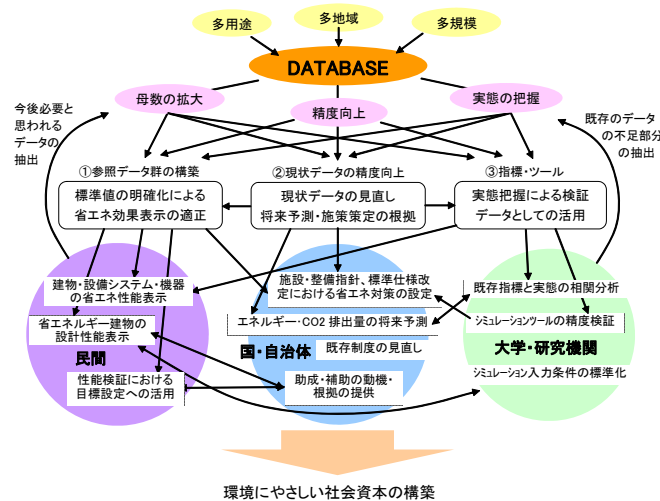 多用途
多地域
多規模
DATABASE
母数の拡大
精度向上
実態の把握
今後必要と
思われる
データの
抽出
既存のデータ
の不足部分
の抽出
①参照データ群の構築
②現状データの精度向上
③指標・ツール
標準値の明確化による
省エネ効果表示の適正
現状データの見直し
将来予測・施策策定の根拠
実態把握による検証
データとしての活用
建物・設備システム・機器
の省エネ性能表示
施設・整備指針、標準仕様改
定における省エネ対策の設定
既存指標と実態の相関分析
省エネルギー建物の
設計性能表示
エネルギー・CO2 排出量の将来予測
シミュレーションツールの精度検証
民間
国・自治体
既存制度の見直し
大学・研究機関
性能検証における
目標設定への活用
助成・補助の動機・
根拠の提供
シミュレーション入力条件の標準化
環境にやさしい社会資本の構築